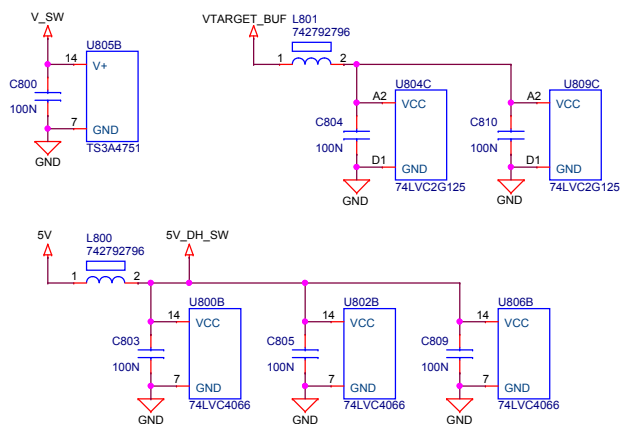 V_SW
U805B
14
V+
C800
100N
7
GND
GND
TS3A4751
VTARGET_BUF
L801
742792796
1
2
U804C
A2
VCC
C804
100N
D1
GND
GND
74LVC2G125
U809C
A2
VCC
C810
100N
D1
GND
GND
74LVC2G125
5V
L800
742792796
1
2
5V_DH_SW
U800B
14
VCC
C803
100N
7
GND
GND
74LVC4066
U802B
14
VCC
C805
100N
7
GND
GND
74LVC4066
U806B
14
VCC
C809
100N
7
GND
GND
74LVC4066